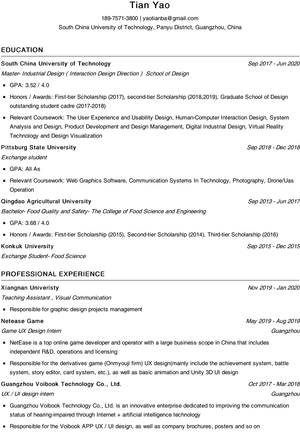 Tian Yao
189-7571-3800 | yaotianba@gmail.com
South China University of Technology, Panyu District, Guangzhou, China
EDUCATION
South China University of Technology Sep 2017 - Jun 2020
Master- Industrial Design ( Interaction Design Direction ) School of Design
• GPA: 3.52 / 4.0
• Honors / Awards: First-tier Scholarship (2017), second-tier Scholarship (2018,2019), Graduate School of Design
outstanding student cadre (2017-2018)
• Relevant Coursework: The User Experience and Usability Design, Human-Computer Interaction Design, System
Analysis and Design, Product Development and Design Management, Digital Industrial Design, Virtual Reality
Technology and Design Visualization
Pittsburg State University Sep 2018 - Dec 2018
Exchange student
• GPA: All As
• Relevant Coursework: Web Graphics Software, Communication Systems In Technology, Photography, Drone/Uas
Operation
Qingdao Agricultural University Sep 2013 - Jun 2017
Bachelor- Food Quality and Safety- The College of Food Science and Engineering
• GPA: 3.68 / 4.0
• Honors / Awards: First-tier Scholarship (2015), Second-tier Scholarship (2014), Third-tier Scholarship (2016)
Konkuk University Sep 2015 - Dec 2015
Exchange Student- Food Science
PROFESSIONAL EXPERIENCE
Xiangnan Univeristy Nov 2019 - Jan 2020
Teaching Assistant , Visual Communication
• Responsible for graphic design projects management
Netease Game May 2019 - Aug 2019
Game UX Design Intern Guangzhou
• NetEase is a top online game developer and operator with a large business scope in China that includes
independent R&D, operations and licensing
• Responsible for the derivatives game (Onmyouji firm) UX design(mainly include the achievement system, battle
system, story editor, card system, etc.), as well as basic animation and Unity 3D UI design
Guangzhou Voibook Technology Co., Ltd. Oct 2017 - Mar 2018
UX / UI design intern Guangzhou
• Guangzhou Voibook Technology Co., Ltd. is an innovative enterprise dedicated to improving the communication
status of hearing-impaired through Internet + artificial intelligence technology
• Responsible for the Voibook APP UX / UI design, as well as company brochures, posters and so on